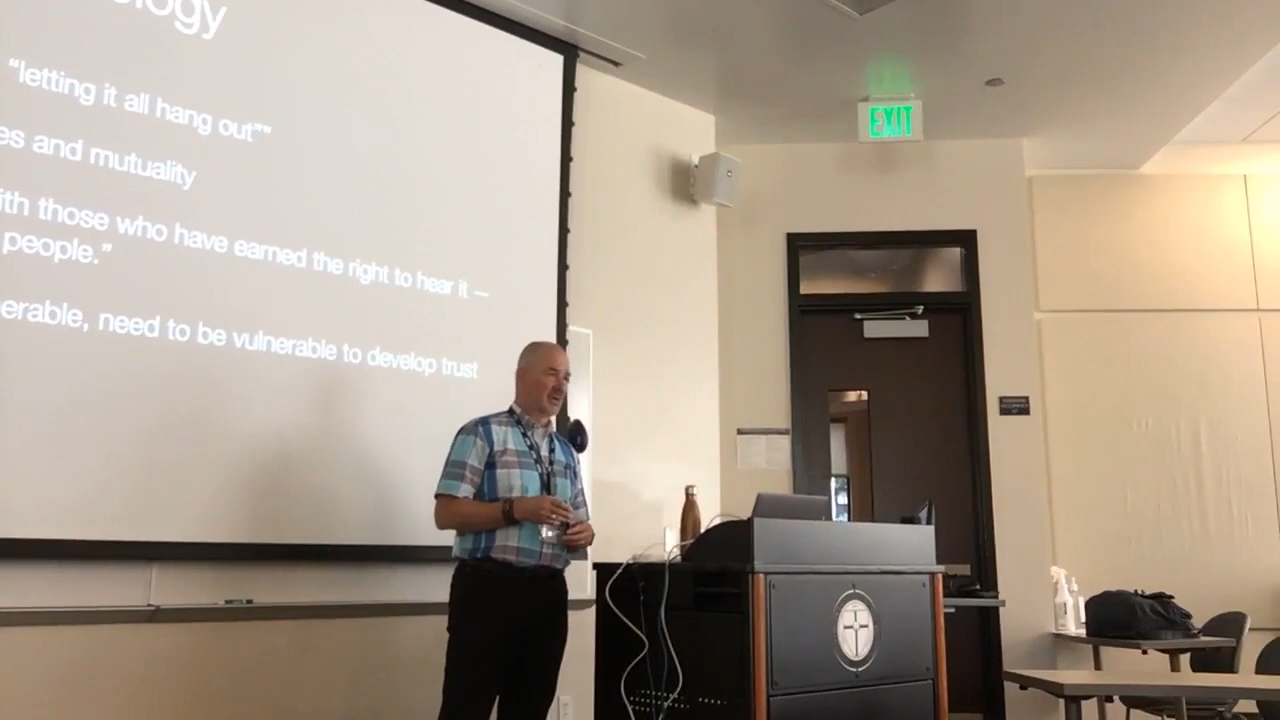 ology
“letting it all hang out””
es and mutuality
ith those who have earned the right to hear it —
people.”
erable, need to be vulnerable to develop trust
EXIT